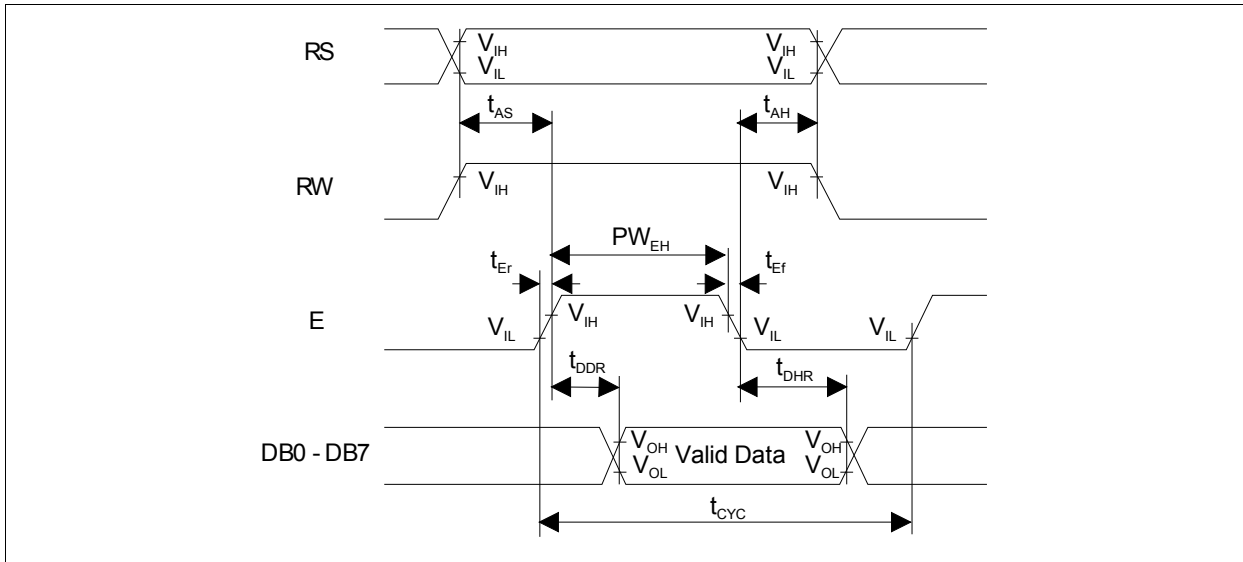 RS
V_IH V_IH
V_IL V_IL
t_AS t_AH
RW
V_IH V_IH
PW_EH
t_Er t_Ef
E
V_IH V_IH
V_IL V_IL V_IL
t_DDR t_DHR
DB0 - DB7
V_OH Valid Data V_OH
V_OL V_OL
t_CYC